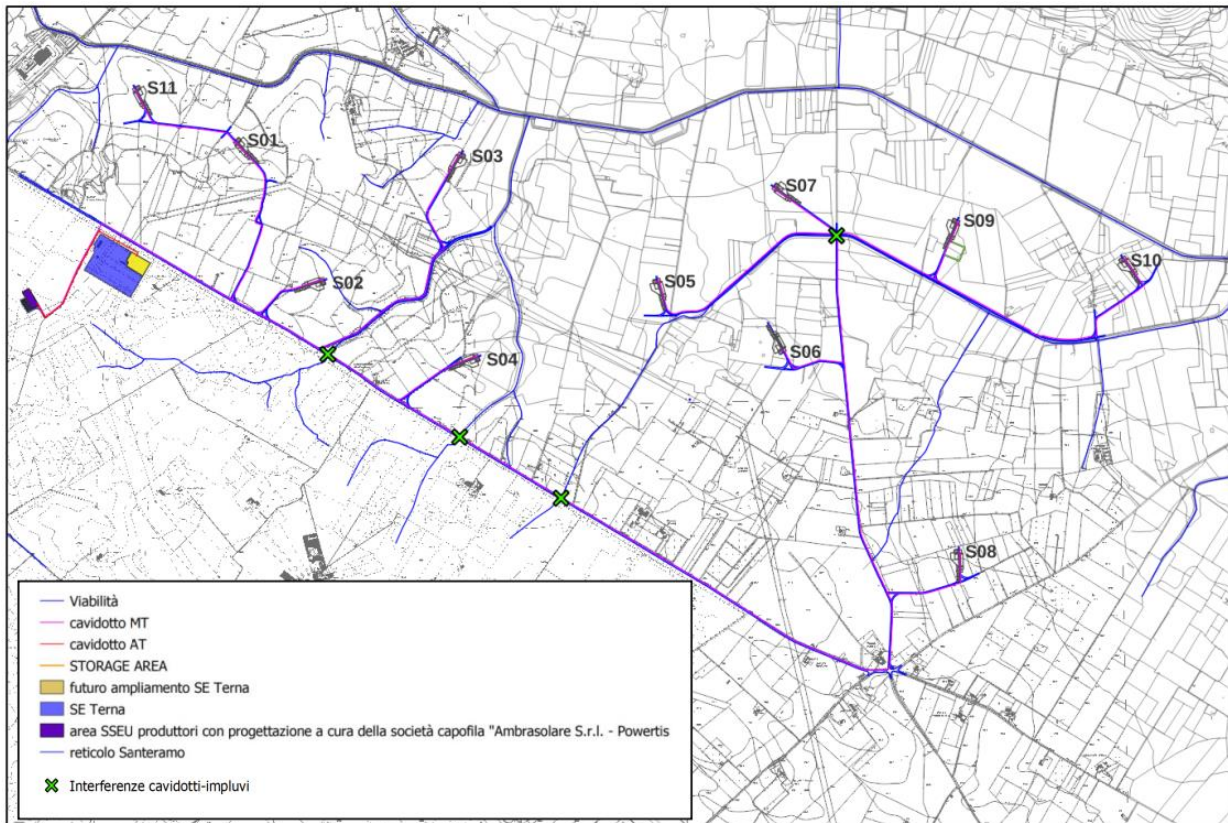 S11
S01
S03
S07
S09
S10
S02
S05
S06
S04
S08
Viabilità
cavidotto MT
cavidotto AT
STORAGE AREA
futuro ampliamento SE Terna
SE Terna
area SSEU produttori con progettazione a cura della società capofila "Ambrasolare S.r.l. - Powertis
reticolo Santeramo
Interferenze cavidotti-impluvi